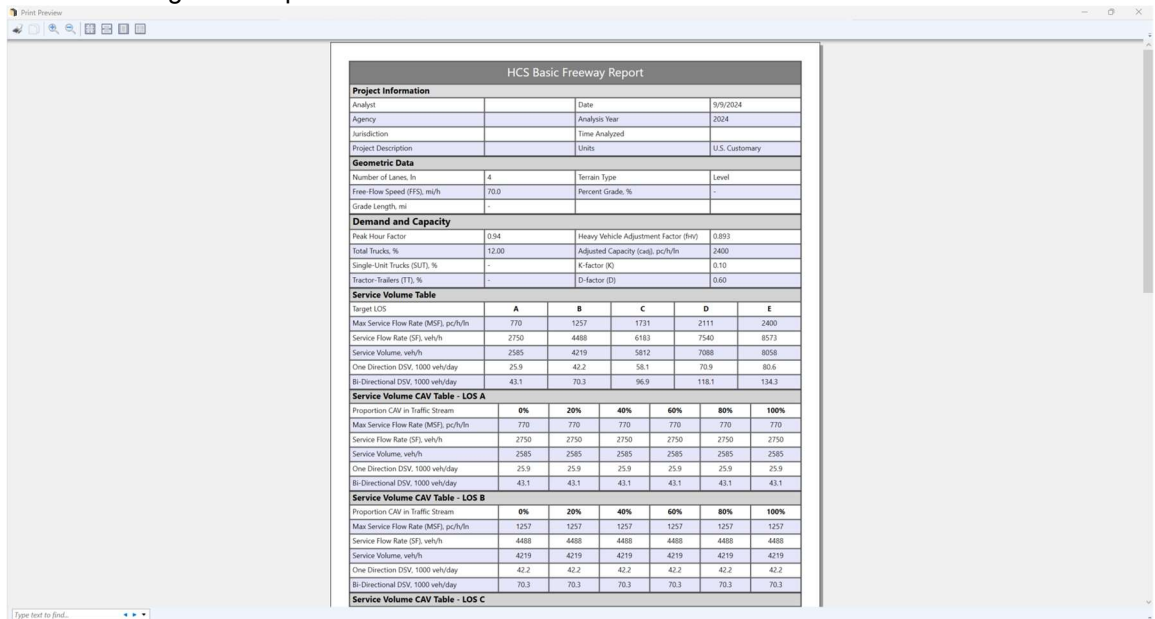 Print Preview
HCS Basic Freeway Report
Project Information
Analyst Date 9/9/2024
Agency Analysis Year 2024
Jurisdiction Time Analyzed
Project Description Units U.S. Customary
Geometric Data
Number of Lanes, ln 4 Terrain Type Level
Free-Flow Speed (FFS), mi/h 70.0 Percent Grade, % -
Grade Length, mi -
Demand and Capacity
Peak Hour Factor 0.94 Heavy Vehicle Adjustment Factor (fHV) 0.893
Total Trucks, % 12.00 Adjusted Capacity (cadj), pc/h/ln 2400
Single-Unit Trucks (SUT), % - K-factor (K) 0.10
Tractor-Trailers (TT), % - D-factor (D) 0.60
Service Volume Table
Target LOS A B C D E
Max Service Flow Rate (MSF), pc/h/ln 770 1257 1731 2111 2400
Service Flow Rate (SF), veh/h 2750 4488 6183 7540 8573
Service Volume, veh/h 2585 4219 5812 7088 8058
One Direction DSV, 1000 veh/day 25.9 42.2 58.1 70.9 80.6
Bi-Directional DSV, 1000 veh/day 43.1 70.3 96.9 118.1 134.3
Service Volume CAV Table - LOS A
Proportion CAV in Traffic Stream 0% 20% 40% 60% 80% 100%
Max Service Flow Rate (MSF), pc/h/ln 770 770 770 770 770 770
Service Flow Rate (SF), veh/h 2750 2750 2750 2750 2750 2750
Service Volume, veh/h 2585 2585 2585 2585 2585 2585
One Direction DSV, 1000 veh/day 25.9 25.9 25.9 25.9 25.9 25.9
Bi-Directional DSV, 1000 veh/day 43.1 43.1 43.1 43.1 43.1 43.1
Service Volume CAV Table - LOS B
Proportion CAV in Traffic Stream 0% 20% 40% 60% 80% 100%
Max Service Flow Rate (MSF), pc/h/ln 1257 1257 1257 1257 1257 1257
Service Flow Rate (SF), veh/h 4488 4488 4488 4488 4488 4488
Service Volume, veh/h 4219 4219 4219 4219 4219 4219
One Direction DSV, 1000 veh/day 42.2 42.2 42.2 42.2 42.2 42.2
Bi-Directional DSV, 1000 veh/day 70.3 70.3 70.3 70.3 70.3 70.3
Service Volume CAV Table - LOS C
Type text to find...